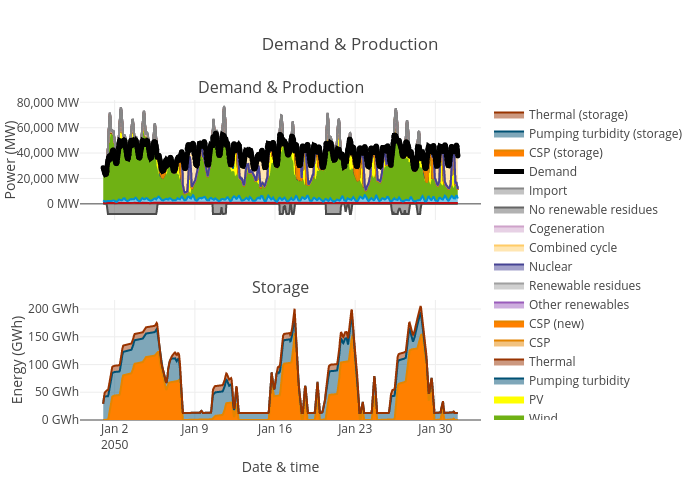 Demand & Production
Demand & Production
80,000 MW
60,000 MW
40,000 MW
20,000 MW
0 MW
Power (MW)
Storage
200 GWh
150 GWh
100 GWh
50 GWh
0 GWh
Energy (GWh)
Jan 2
2050
Jan 9
Jan 16
Jan 23
Jan 30
Date & time
Thermal (storage)
Pumping turbidity (storage)
CSP (storage)
Demand
Import
No renewable residues
Cogeneration
Combined cycle
Nuclear
Renewable residues
Other renewables
CSP (new)
CSP
Thermal
Pumping turbidity
PV
Wind